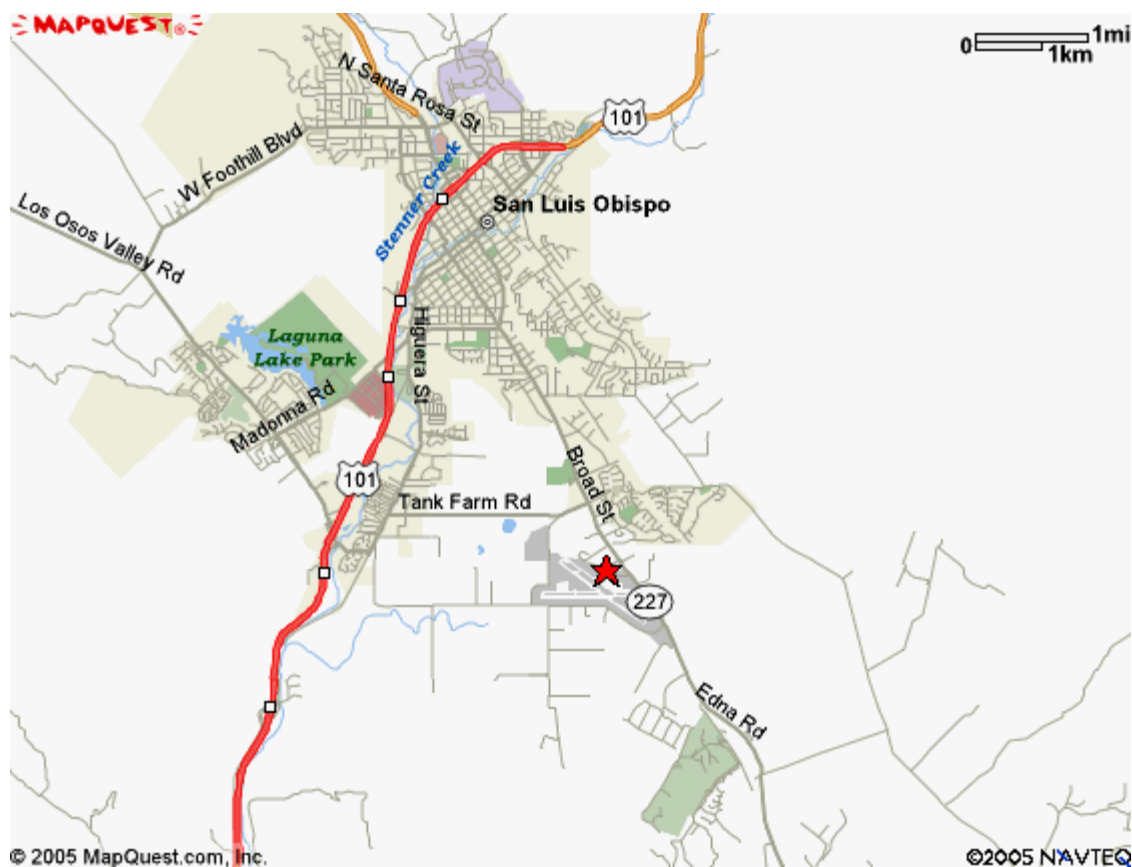 MAPQUEST®
0 1mi
1km
N Santa Rosa St
101
W Foothill Blvd
Stenner Creek
San Luis Obispo
Los Osos Valley Rd
Laguna
Lake Park
Higuera St
Madonna Rd
101
Broad St
Tank Farm Rd
227
Edna Rd
© 2005 MapQuest.com, Inc.
©2005 NAVTEQ